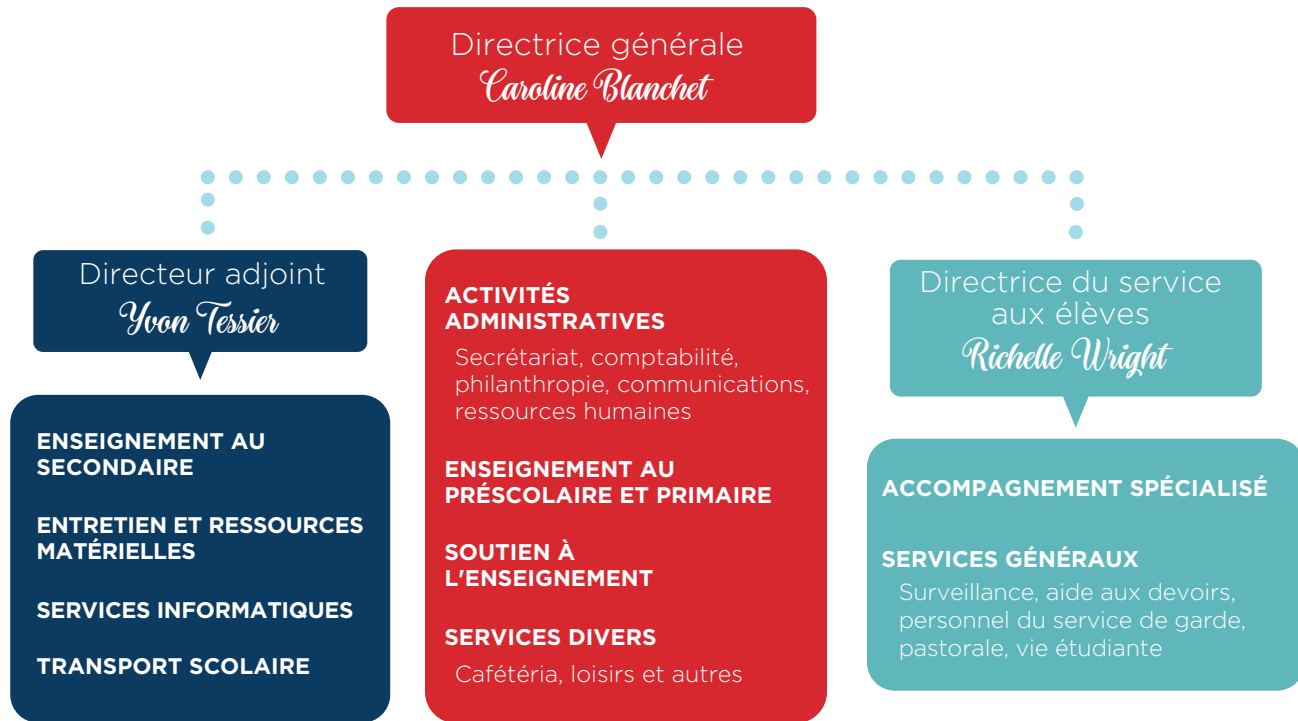 Directrice générale
Caroline Blanchet
Directeur adjoint
Yvon Tessier
ENSEIGNEMENT AU
SECONDAIRE
ENTRETIEN ET RESSOURCES
MATÉRIELLES
SERVICES INFORMATIQUES
TRANSPORT SCOLAIRE
ACTIVITÉS
ADMINISTRATIVES
Secrétariat, comptabilité,
philanthropie, communications,
ressources humaines
ENSEIGNEMENT AU
PRÉSCOLAIRE ET PRIMAIRE
SOUTIEN À
L'ENSEIGNEMENT
SERVICES DIVERS
Cafétéria, loisirs et autres
Directrice du service
aux élèves
Richelle Wright
ACCOMPAGNEMENT SPÉCIALISÉ
SERVICES GÉNÉRAUX
Surveillance, aide aux devoirs,
personnel du service de garde,
pastorale, vie étudiante